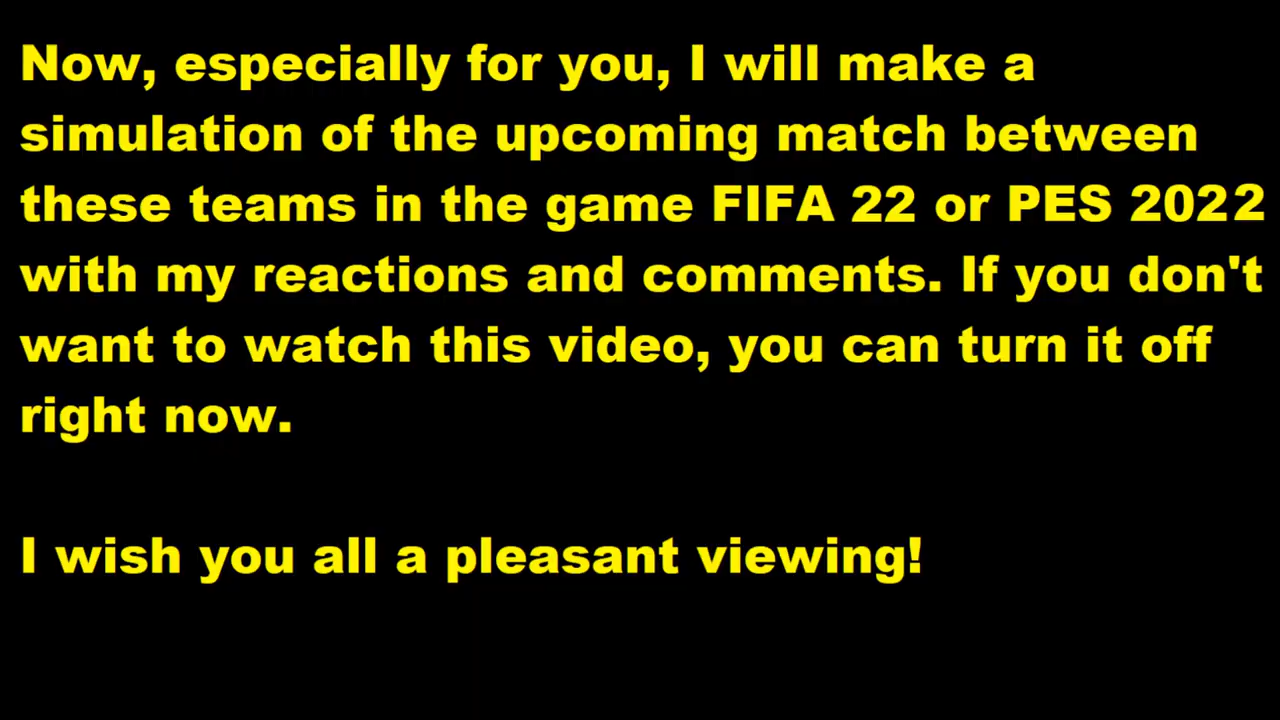 Now, especially for you, I will make a
simulation of the upcoming match between
these teams in the game FIFA 22 or PES 2022
with my reactions and comments. If you don't
want to watch this video, you can turn it off
right now.
I wish you all a pleasant viewing!